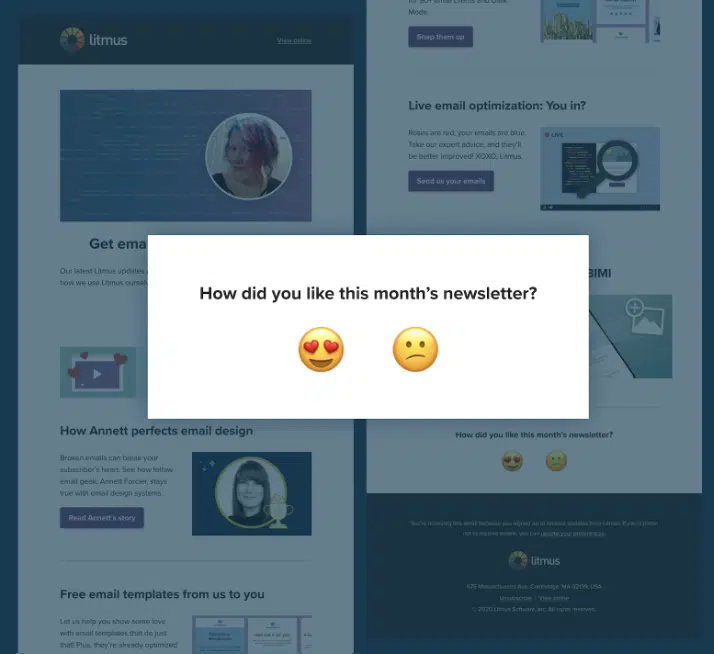 litmus
View online
Get ema
Our latest Litmus updates
how we use Litmus ourse
How Annett perfects email design
Broken emails can bruise your
subscriber's heart. See how fellow
email geek, Annett Forcier, stays
true with email design systems.
Read Annett's story
Free email templates from us to you
Let us help you show some
love with email templates that do just
that! Plus, they're already optimized
for 90+ email clients and Dark
Mode.
Snap them up
Live email optimization: You in?
Roses are red, your emails are blue.
Take our expert advice, and they'll
be better improved! XOXO, Litmus.
LIVE
Send us your emails
BIMI
How did you like this month's newsletter?
How did you like this month's newsletter?
You're receiving this email because you signed up to receive updates from Litmus. If you'd prefer
not to receive emails, you can update your preferences.
litmus
675 Massachusetts Ave, Cambridge, MA 02139, USA
Unsubscribe | View online
© 2020 Litmus Software, Inc. All rights reserved.